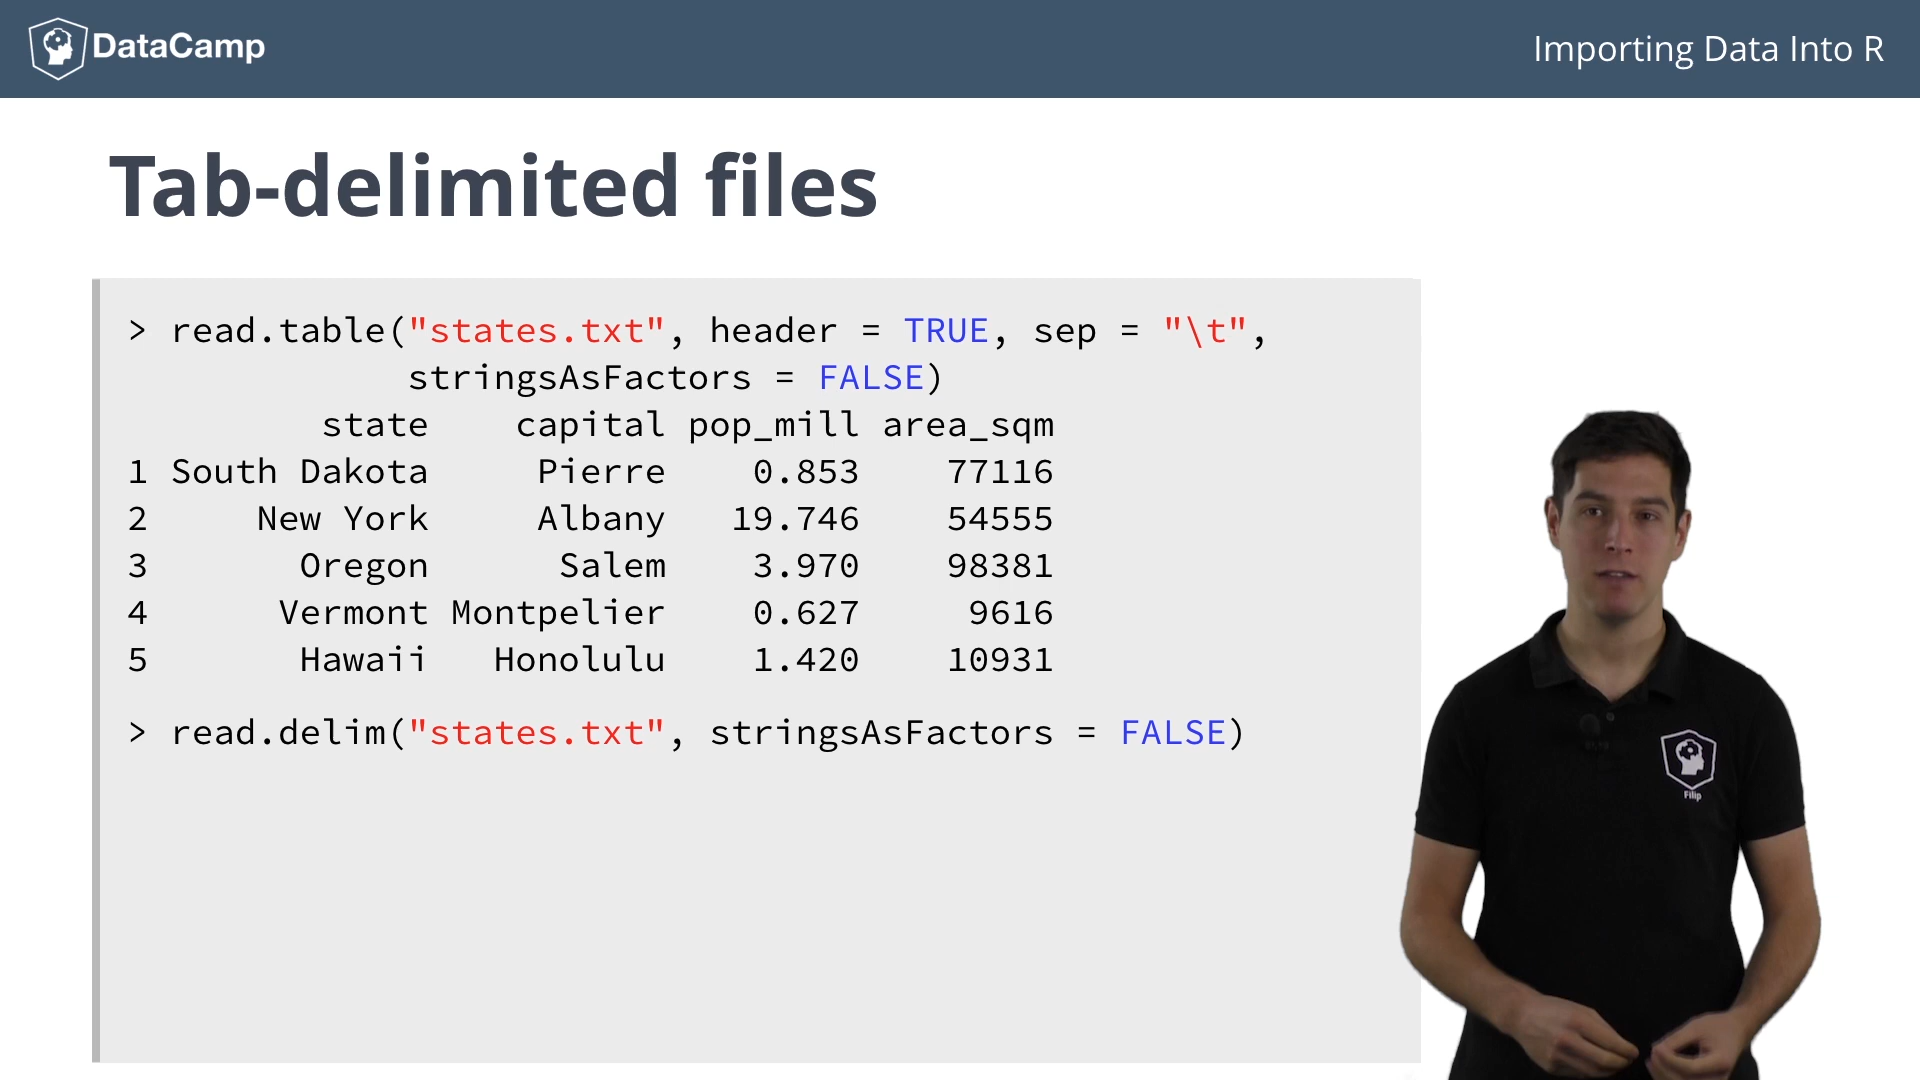 DataCamp
Importing Data Into R
Tab-delimited files
> read.table("states.txt", header = TRUE, sep = "\t",
             stringsAsFactors = FALSE)
         state    capital pop_mill area_sqm
1 South Dakota     Pierre    0.853    77116
2     New York     Albany   19.746    54555
3       Oregon      Salem    3.970    98381
4      Vermont Montpelier    0.627     9616
5       Hawaii   Honolulu    1.420    10931
> read.delim("states.txt", stringsAsFactors = FALSE)
Filip